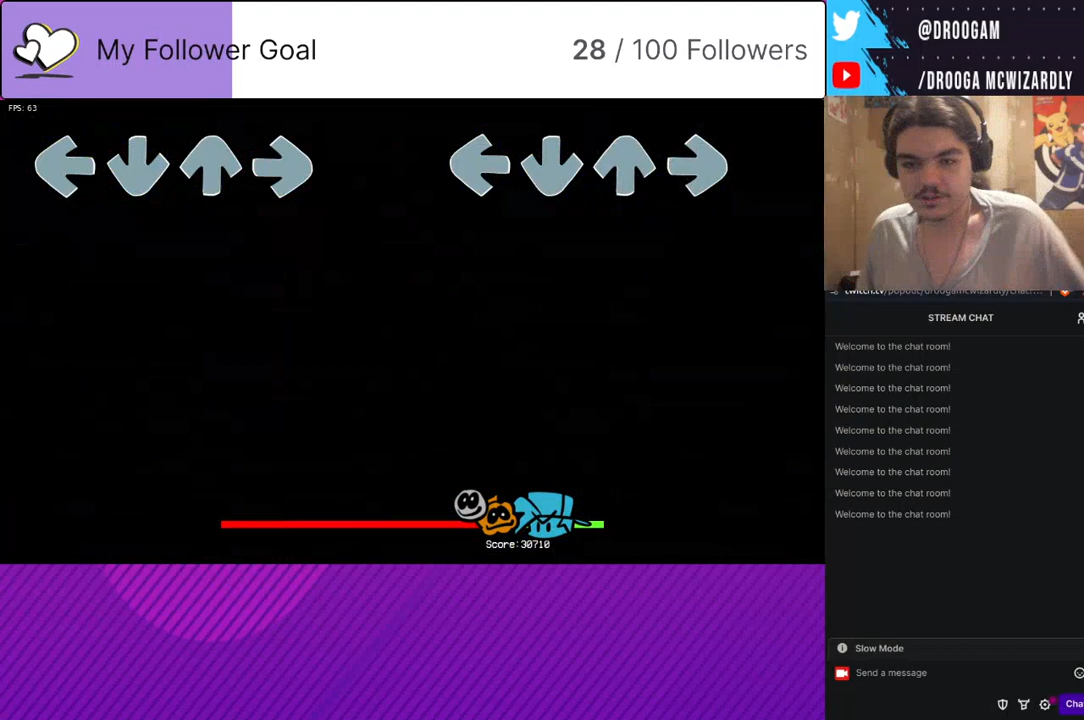 My Follower Goal
28 / 100 Followers
@DROOGAM
/DROOGA MCWIZARDLY
FPS: 63
STREAM CHAT
Welcome to the chat room!
Welcome to the chat room!
Welcome to the chat room!
Welcome to the chat room!
Welcome to the chat room!
Welcome to the chat room!
Welcome to the chat room!
Welcome to the chat room!
Welcome to the chat room!
Score:30710
Slow Mode
Send a message
Cha